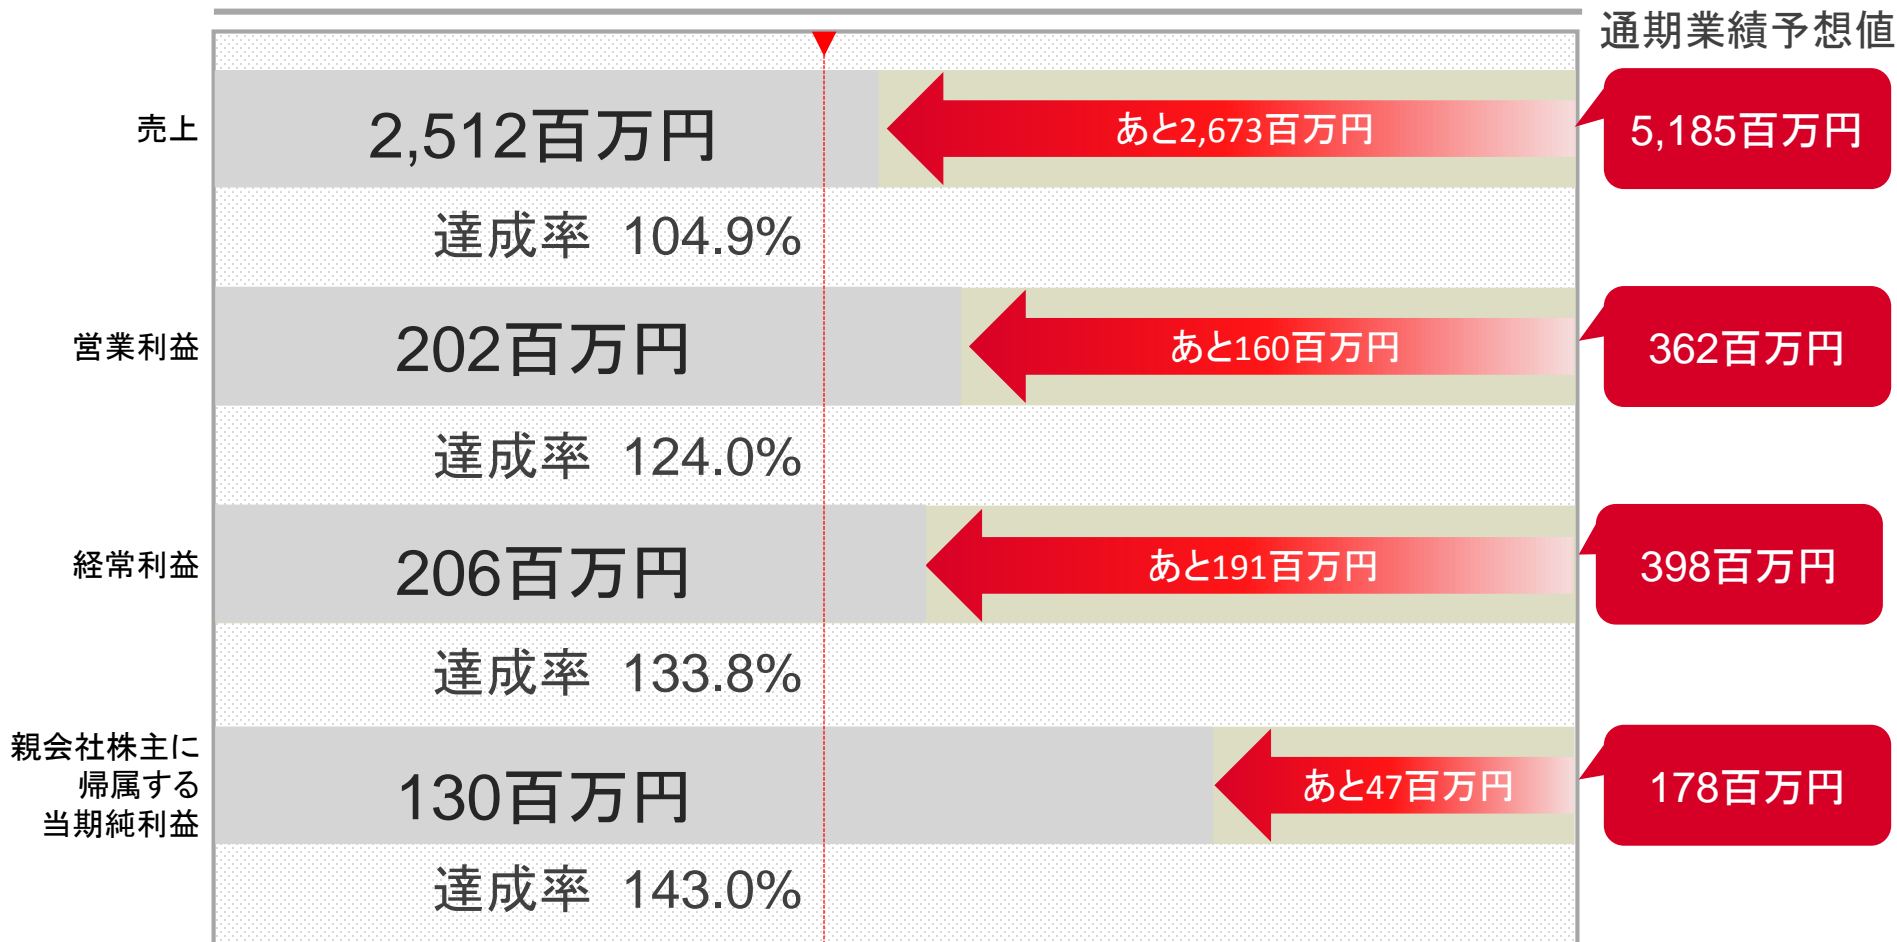 通期業績予想値
売上
2,512百万円
あと2,673百万円
5,185百万円
達成率 104.9%
営業利益
202百万円
あと160百万円
362百万円
達成率 124.0%
経常利益
206百万円
あと191百万円
398百万円
達成率 133.8%
親会社株主に
帰属する
当期純利益
130百万円
あと47百万円
178百万円
達成率 143.0%